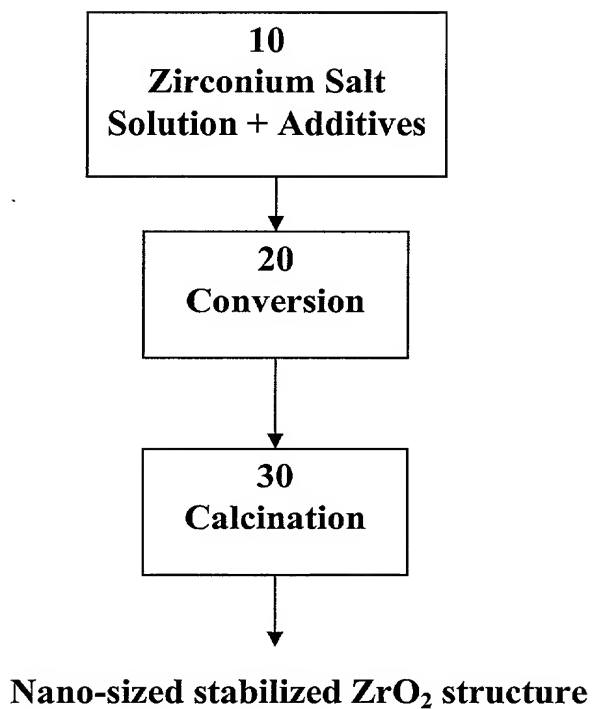 10
Zirconium Salt
Solution + Additives
20
Conversion
30
Calcination
Nano-sized stabilized ZrO₂ structure